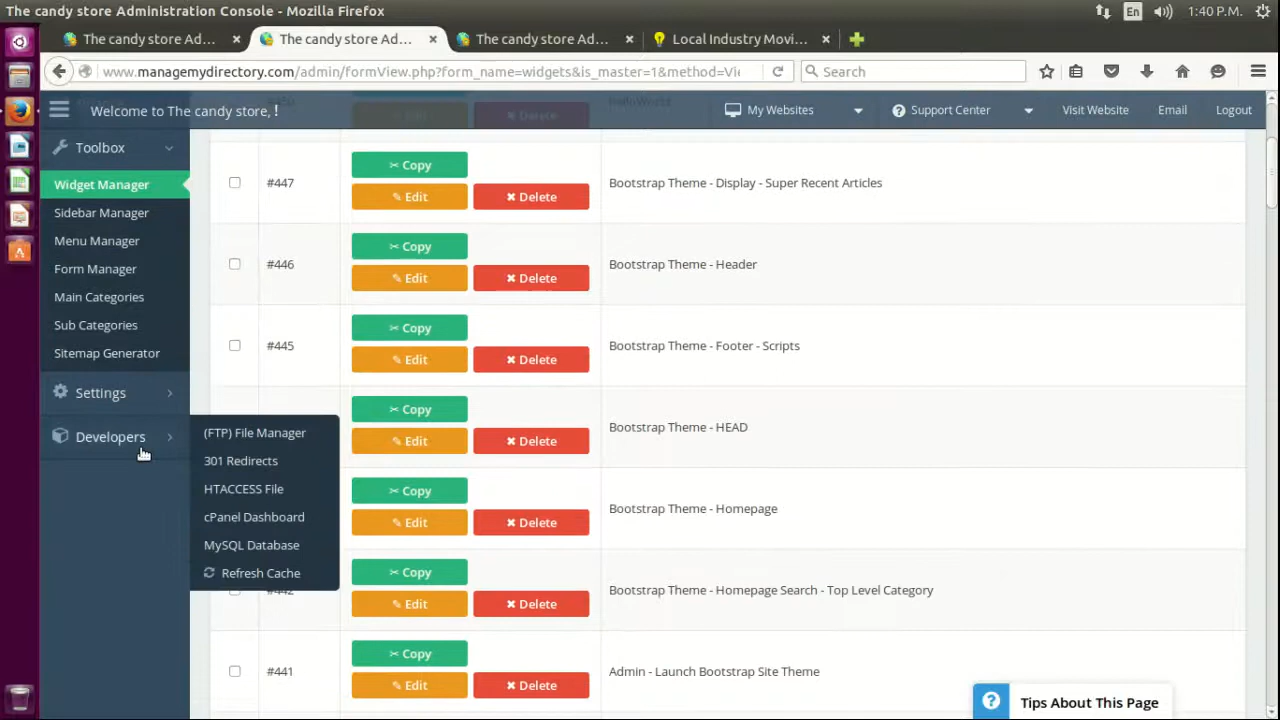 The candy store Administration Console - Mozilla Firefox
En
1:40 P.M.
The candy store Ad...
The candy store Ad...
The candy store Ad...
Local Industry Movi...
www.managemydirectory.com/admin/formView.php?form_name=widgets&is_master=1&method=Vie
Search
Welcome to The candy store, !
My Websites
Support Center
Visit Website
Email
Logout
Toolbox
Widget Manager
Sidebar Manager
Menu Manager
Form Manager
Main Categories
Sub Categories
Sitemap Generator
Settings
Developers
(FTP) File Manager
301 Redirects
HTACCESS File
cPanel Dashboard
MySQL Database
Refresh Cache
Delete
HelloWorld
#447
Copy
Edit
Delete
Bootstrap Theme - Display - Super Recent Articles
#446
Copy
Edit
Delete
Bootstrap Theme - Header
#445
Copy
Edit
Delete
Bootstrap Theme - Footer - Scripts
Copy
Edit
Delete
Bootstrap Theme - HEAD
Copy
Edit
Delete
Bootstrap Theme - Homepage
#442
Copy
Edit
Delete
Bootstrap Theme - Homepage Search - Top Level Category
#441
Copy
Edit
Delete
Admin - Launch Bootstrap Site Theme
? Tips About This Page